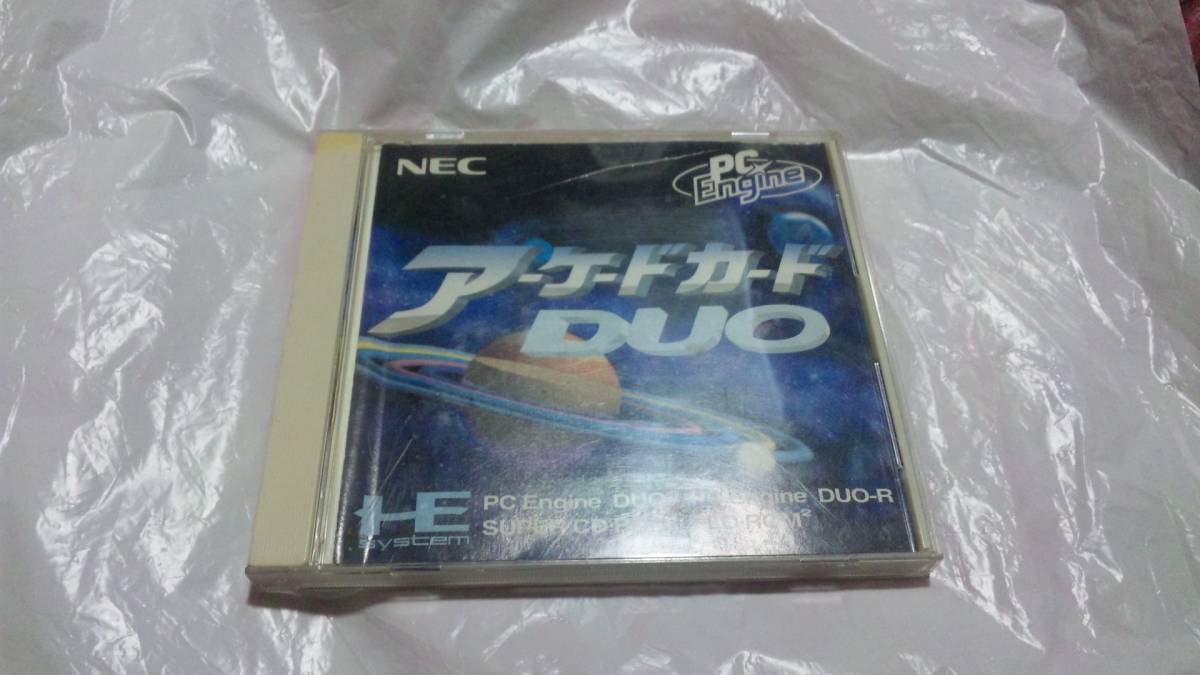 NEC
PC Engine
アーケードカード
DUO
HE system
PC Engine DUO Engine DUO-R
SUPER CD-ROM²